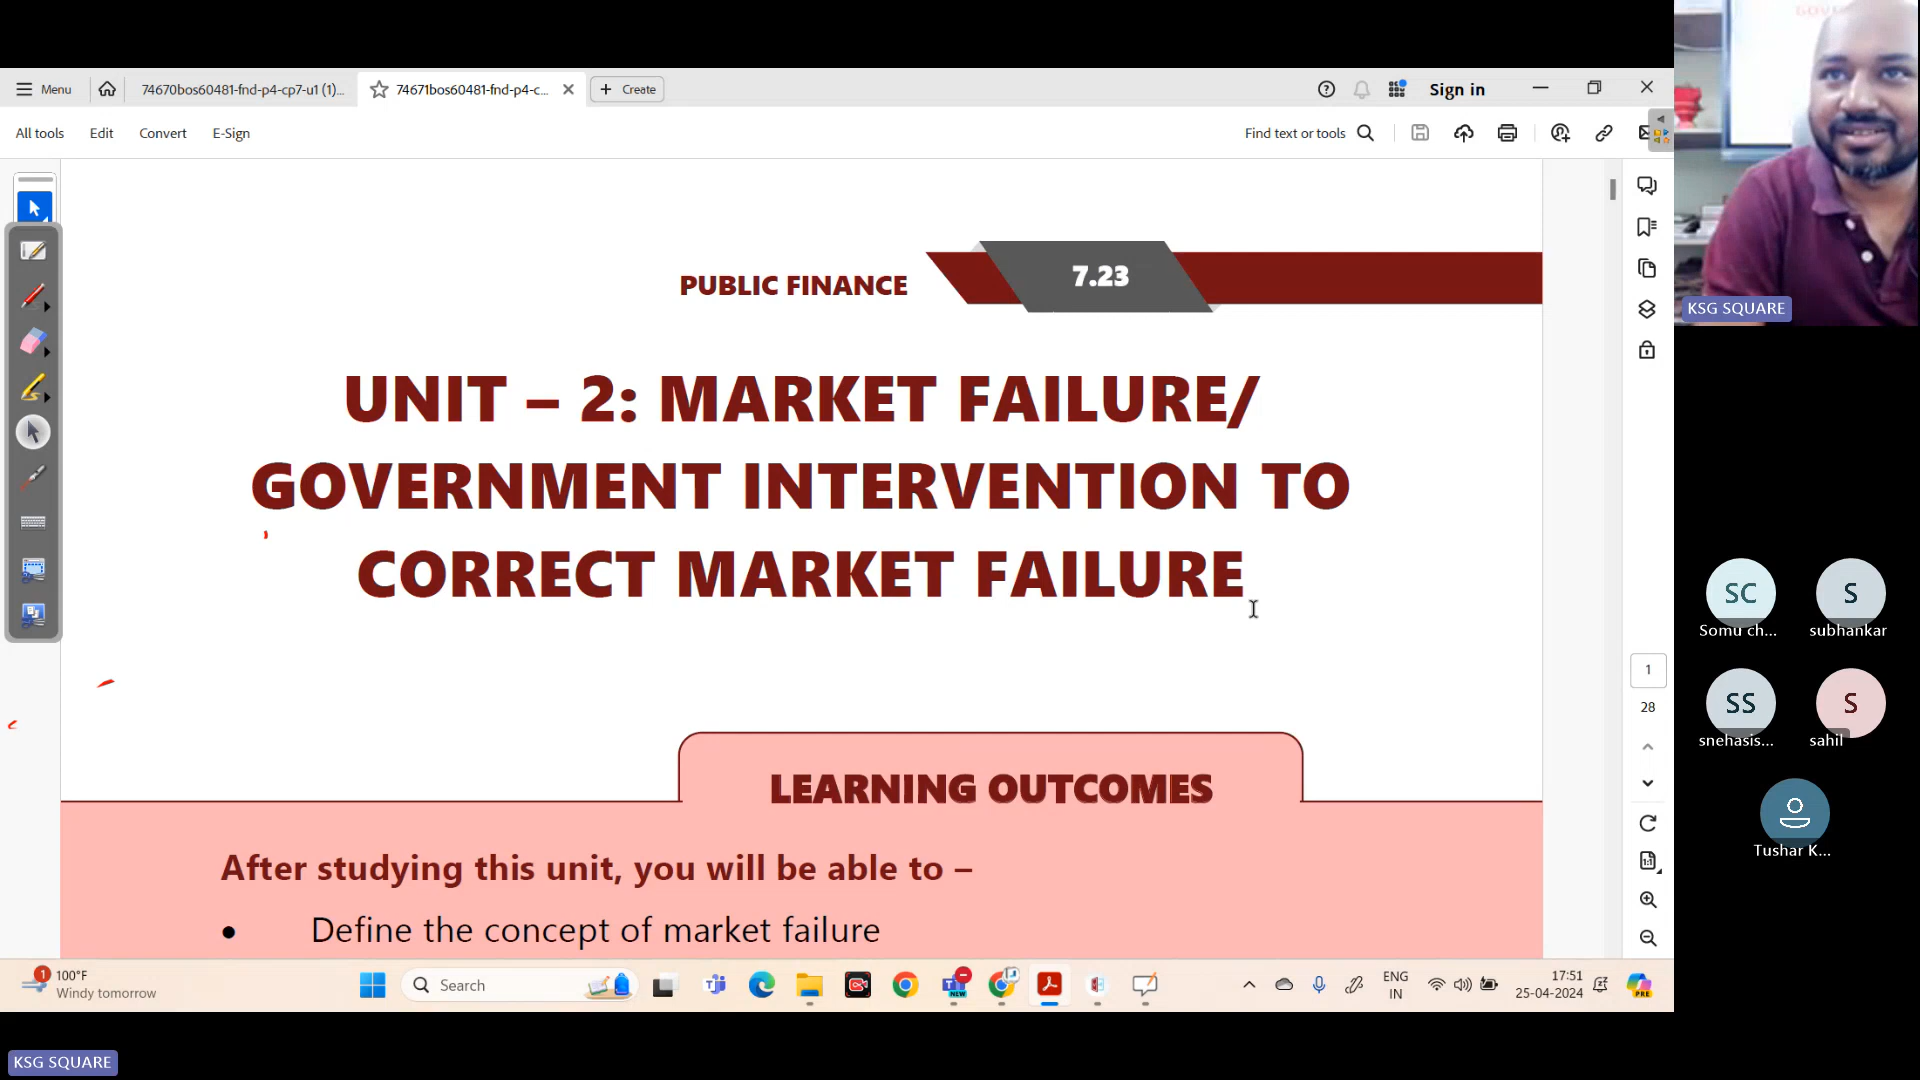 Menu
74670bos60481-fnd-p4-cp7-u1 (1)...
74671bos60481-fnd-p4-c...
Create
Sign in
All tools
Edit
Convert
E-Sign
Find text or tools
PUBLIC FINANCE
7.23
UNIT – 2: MARKET FAILURE/
GOVERNMENT INTERVENTION TO
CORRECT MARKET FAILURE
LEARNING OUTCOMES
After studying this unit, you will be able to –
• Define the concept of market failure
1
28
KSG SQUARE
SC
Somu ch...
S
subhankar
SS
snehasis...
S
sahil
Tushar K...
1
100°F
Windy tomorrow
Search
NEW
ENG
IN
17:51
25-04-2024
PRE
KSG SQUARE